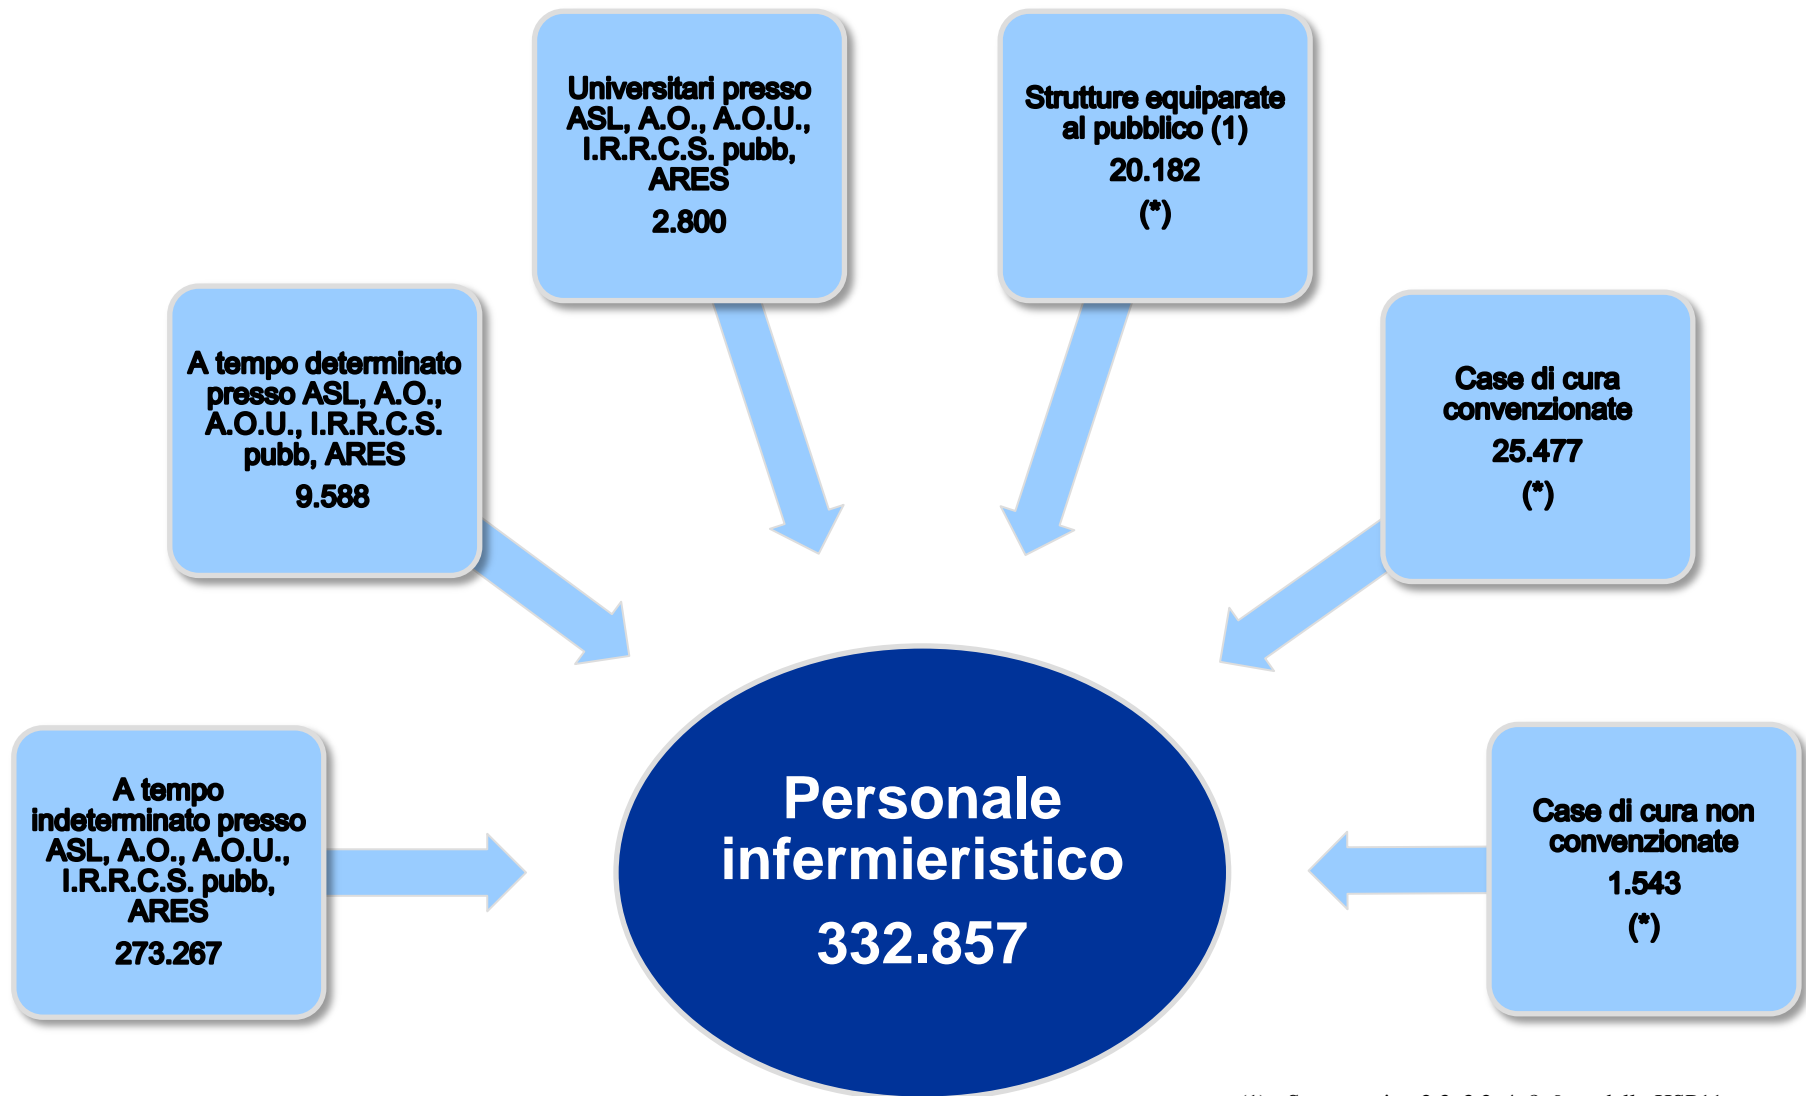 Universitari presso
ASL, A.O., A.O.U.,
I.R.R.C.S. pubb,
ARES
2.800
Strutture equiparate
al pubblico (1)
20.182
(*)
A tempo determinato
presso ASL, A.O.,
A.O.U., I.R.R.C.S.
pubb, ARES
9.588
Case di cura
convenzionate
25.477
(*)
A tempo
indeterminato presso
ASL, A.O., A.O.U.,
I.R.R.C.S. pubb,
ARES
273.267
Personale
infermieristico
332.857
Case di cura non
convenzionate
1.543
(*)